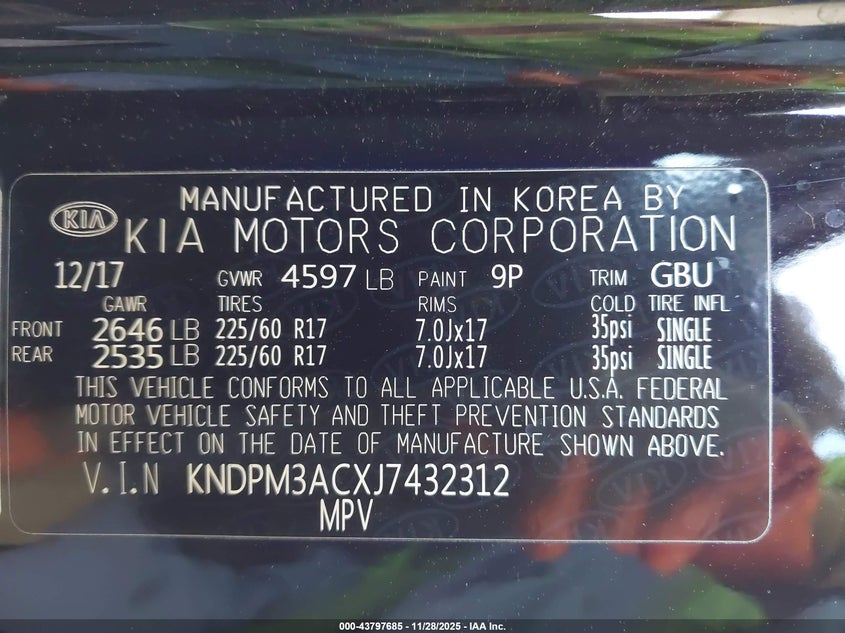 MANUFACTURED IN KOREA BY
KIA KIA MOTORS CORPORATION
12/17 GVWR 4597 LB PAINT 9P TRIM GBU
GAWR TIRES RIMS COLD TIRE INFL
FRONT 2646 LB 225/60 R17 7.0Jx17 35psi SINGLE
REAR 2535 LB 225/60 R17 7.0Jx17 35psi SINGLE
THIS VEHICLE CONFORMS TO ALL APPLICABLE U.S.A. FEDERAL
MOTOR VEHICLE SAFETY AND THEFT PREVENTION STANDARDS
IN EFFECT ON THE DATE OF MANUFACTURE SHOWN ABOVE.
V.I.N KNDPM3ACXJ7432312
MPV
000-43797685 - 11/28/2025 - IAA Inc.